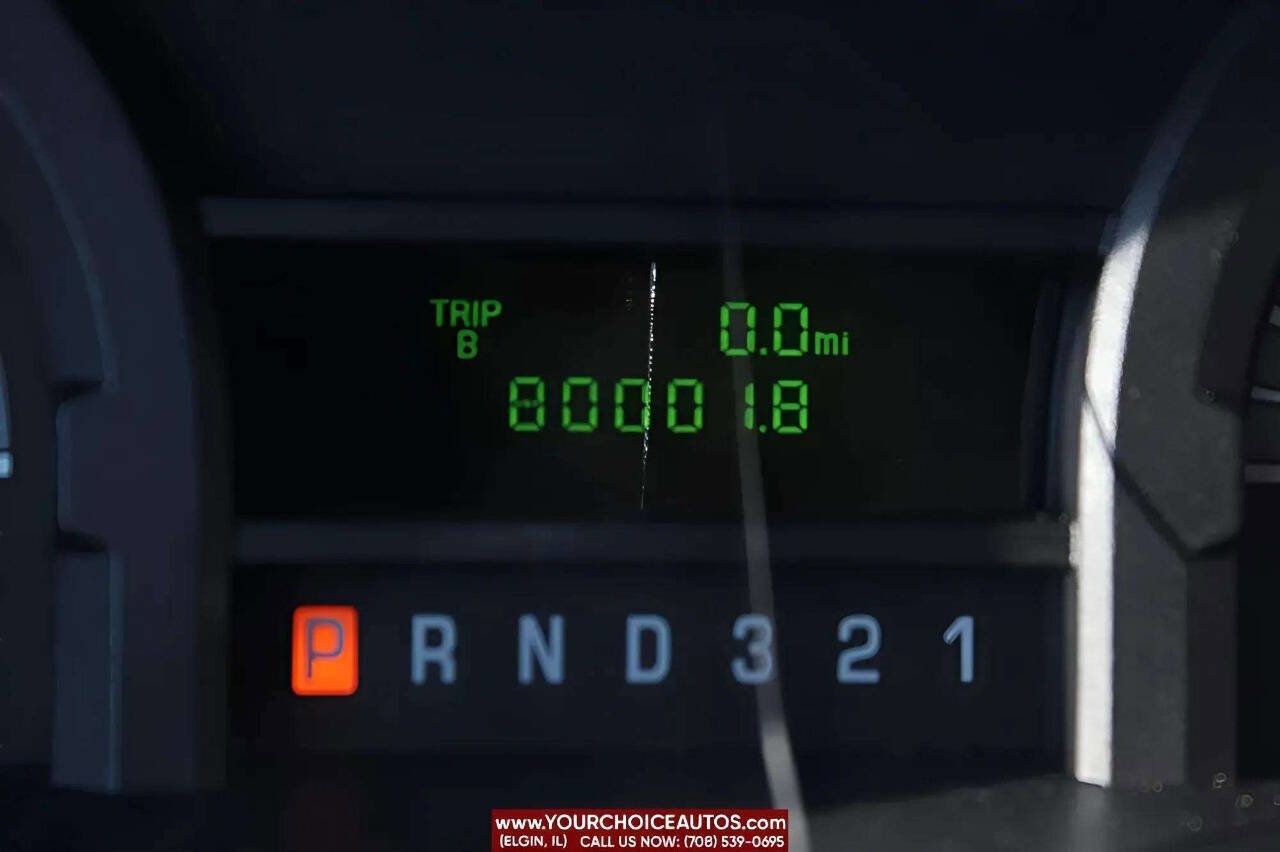 TRIP 0.0mi
B
80001.8
P R N D 3 2 1
www.YOURCHOICEAUTOS.com
(ELGIN, IL) CALL US NOW: (708) 539-0695